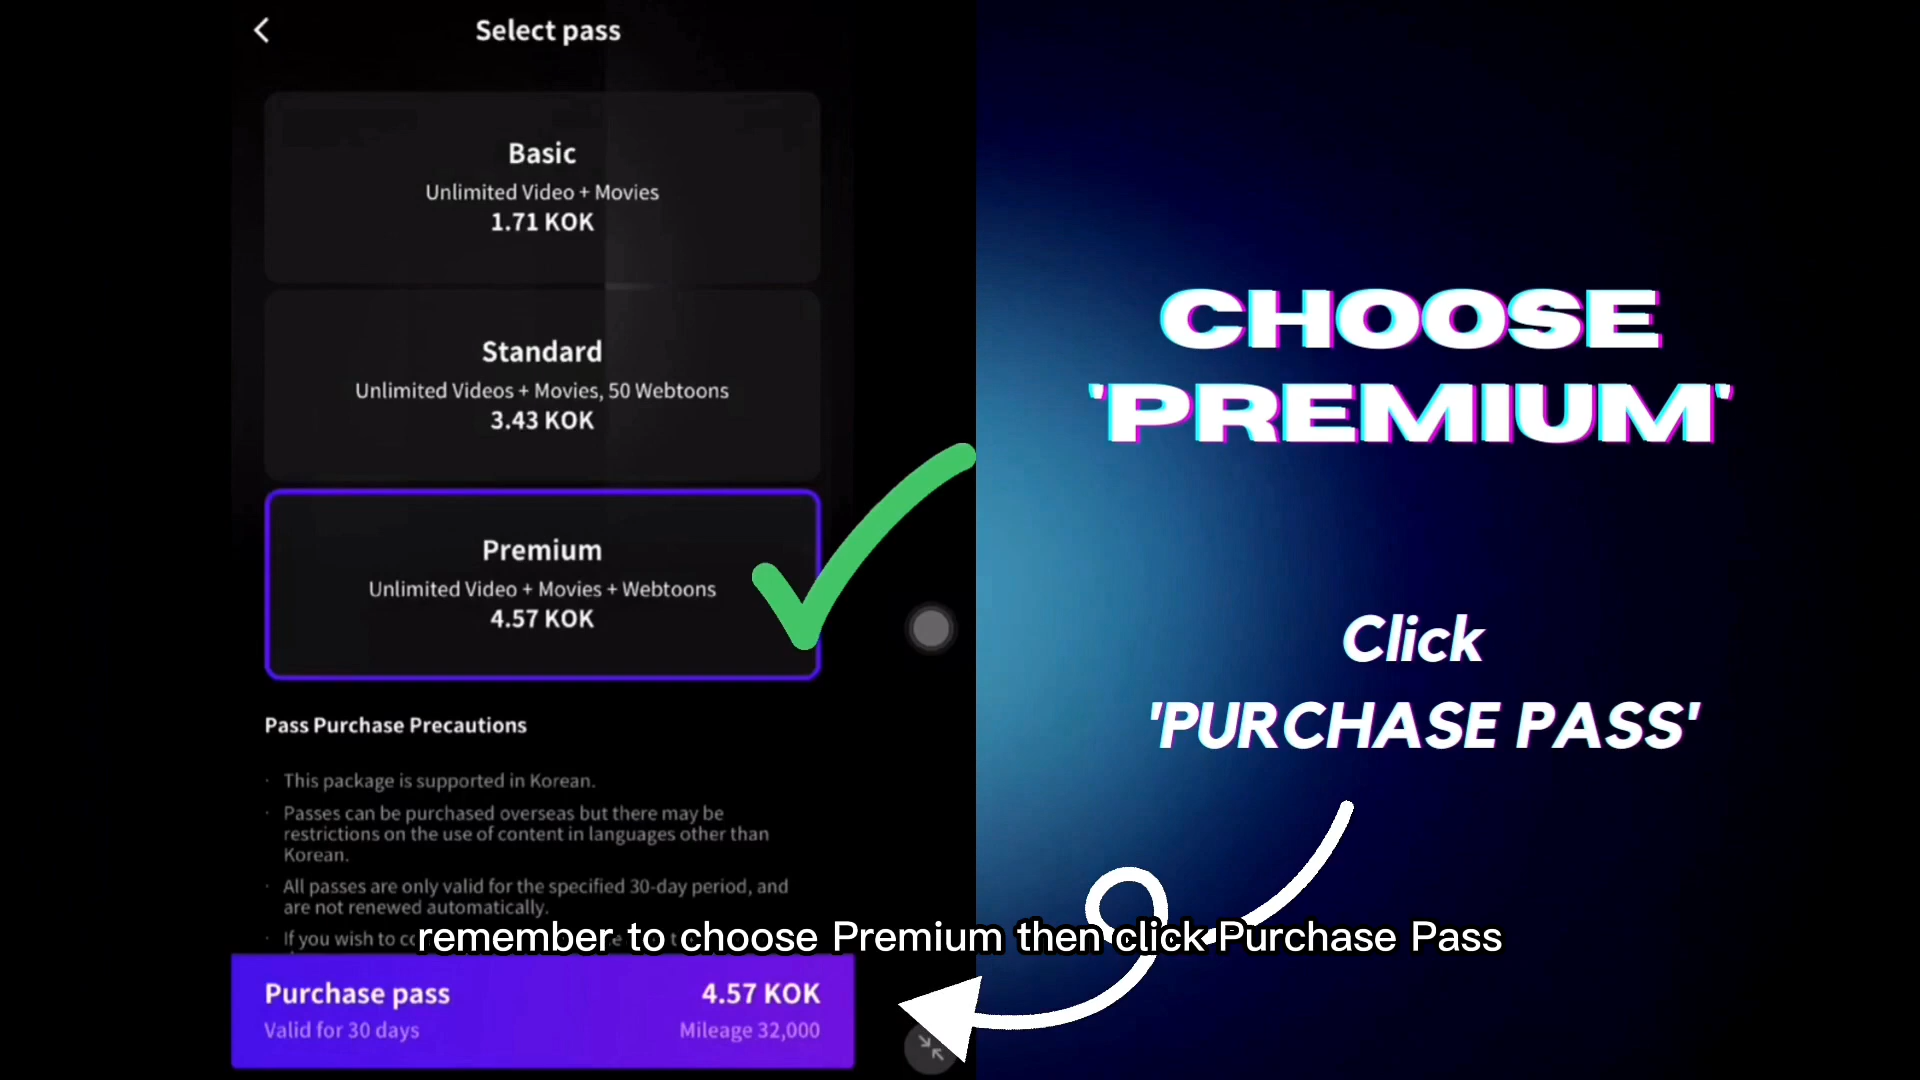 Select pass
Basic
Unlimited Video + Movies
1.71 KOK
Standard
Unlimited Videos + Movies, 50 Webtoons
3.43 KOK
Premium
Unlimited Video + Movies + Webtoons
4.57 KOK
Pass Purchase Precautions
· This package is supported in Korean.
· Passes can be purchased overseas but there may be
restrictions on the use of content in languages other than
Korean.
· All passes are only valid for the specified 30-day period, and
are not renewed automatically.
· If you wish to
Purchase pass
4.57 KOK
Valid for 30 days
Mileage 32,000
CHOOSE
'PREMIUM'
Click
'PURCHASE PASS'
remember to choose Premium then click Purchase Pass